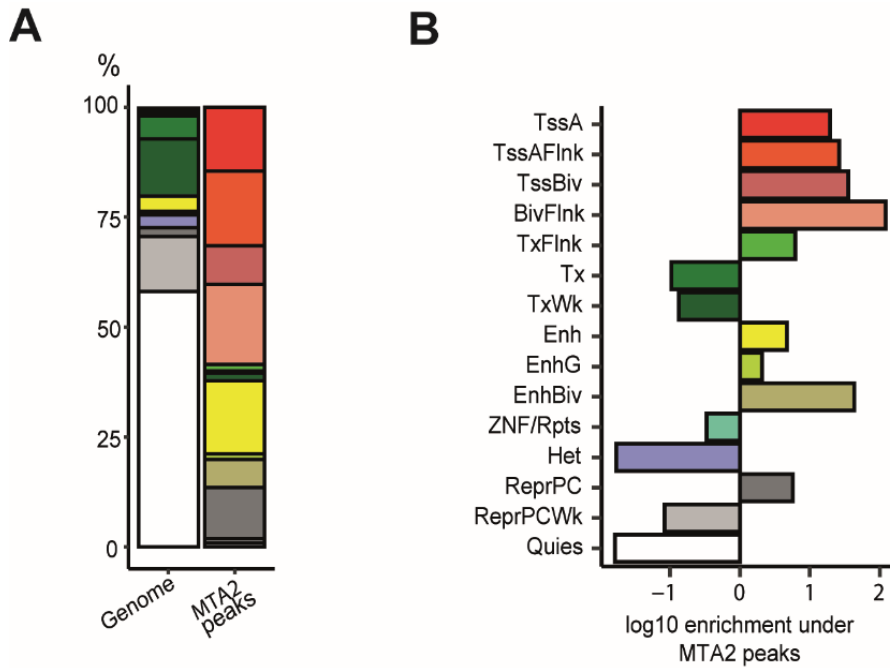 A
%
100
75
50
25
0
Genome
MTA2
peaks
B
TssA
TssAFlnk
TssBiv
BivFlnk
TxFlnk
Tx
TxWk
Enh
EnhG
EnhBiv
ZNF/Rpts
Het
ReprPC
ReprPCWk
Quies
−1 0 1 2
log10 enrichment under
MTA2 peaks